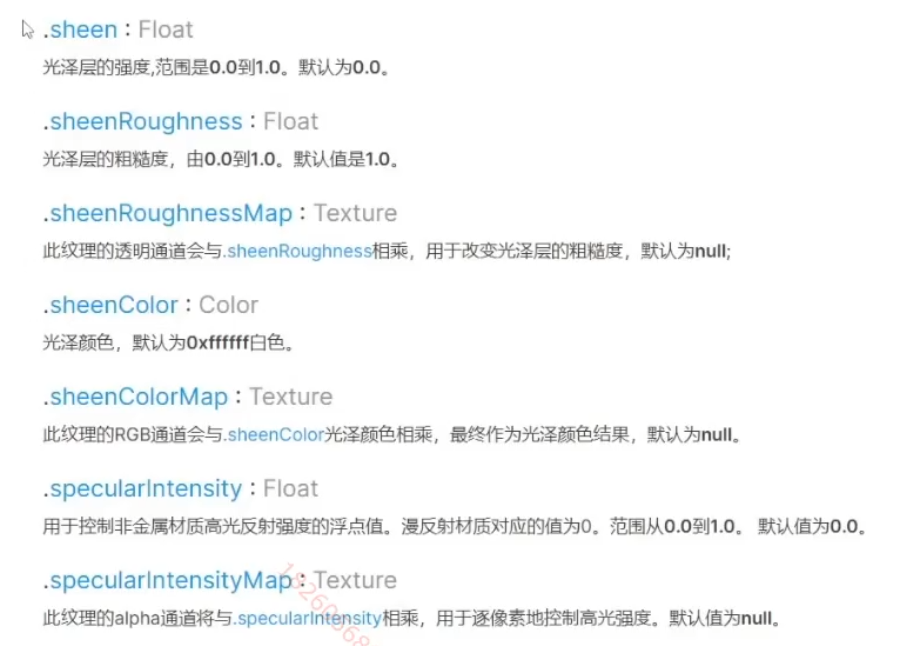 .sheen : Float
光泽层的强度,范围是0.0到1.0。默认为0.0。
.sheenRoughness : Float
光泽层的粗糙度，由0.0到1.0。默认值是1.0。
.sheenRoughnessMap : Texture
此纹理的透明通道会与.sheenRoughness相乘，用于改变光泽层的粗糙度，默认为null;
.sheenColor : Color
光泽颜色，默认为0xffffff白色。
.sheenColorMap : Texture
此纹理的RGB通道会与.sheenColor光泽颜色相乘，最终作为光泽颜色结果，默认为null。
.specularIntensity : Float
用于控制非金属材质高光反射强度的浮点值。漫反射材质对应的值为0。范围从0.0到1.0。 默认值为0.0。
.specularIntensityMap : Texture
此纹理的alpha通道将与.specularIntensity相乘，用于逐像素地控制高光强度。默认值为null。